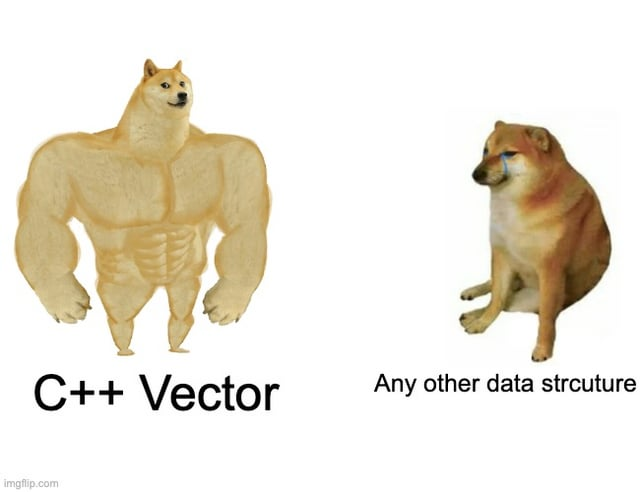 C++ Vector
Any other data strcuture
imgflip.com